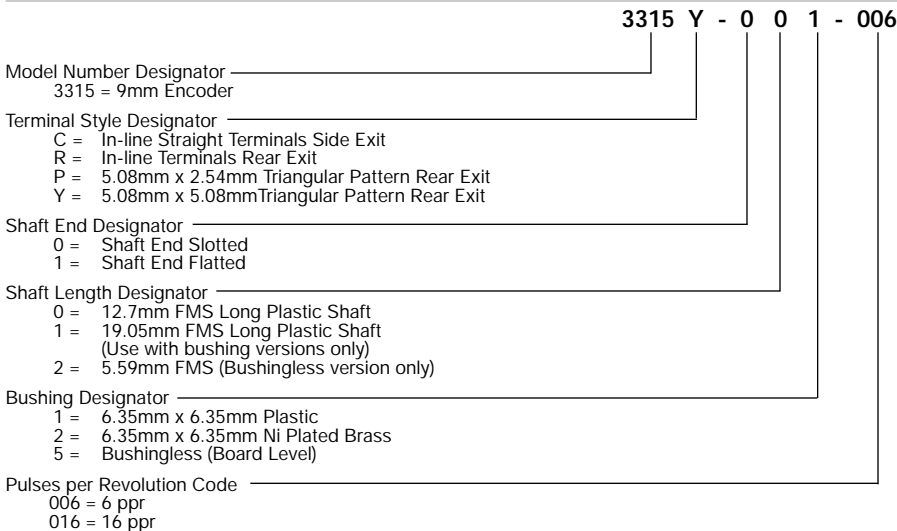 3315 Y - 0 0 1 - 006
Model Number Designator
3315 = 9mm Encoder
Terminal Style Designator
C = In-line Straight Terminals Side Exit
R = In-line Terminals Rear Exit
P = 5.08mm x 2.54mm Triangular Pattern Rear Exit
Y = 5.08mm x 5.08mmTriangular Pattern Rear Exit
Shaft End Designator
0 = Shaft End Slotted
1 = Shaft End Flatted
Shaft Length Designator
0 = 12.7mm FMS Long Plastic Shaft
1 = 19.05mm FMS Long Plastic Shaft
(Use with bushing versions only)
2 = 5.59mm FMS (Bushingless version only)
Bushing Designator
1 = 6.35mm x 6.35mm Plastic
2 = 6.35mm x 6.35mm Ni Plated Brass
5 = Bushingless (Board Level)
Pulses per Revolution Code
006 = 6 ppr
016 = 16 ppr